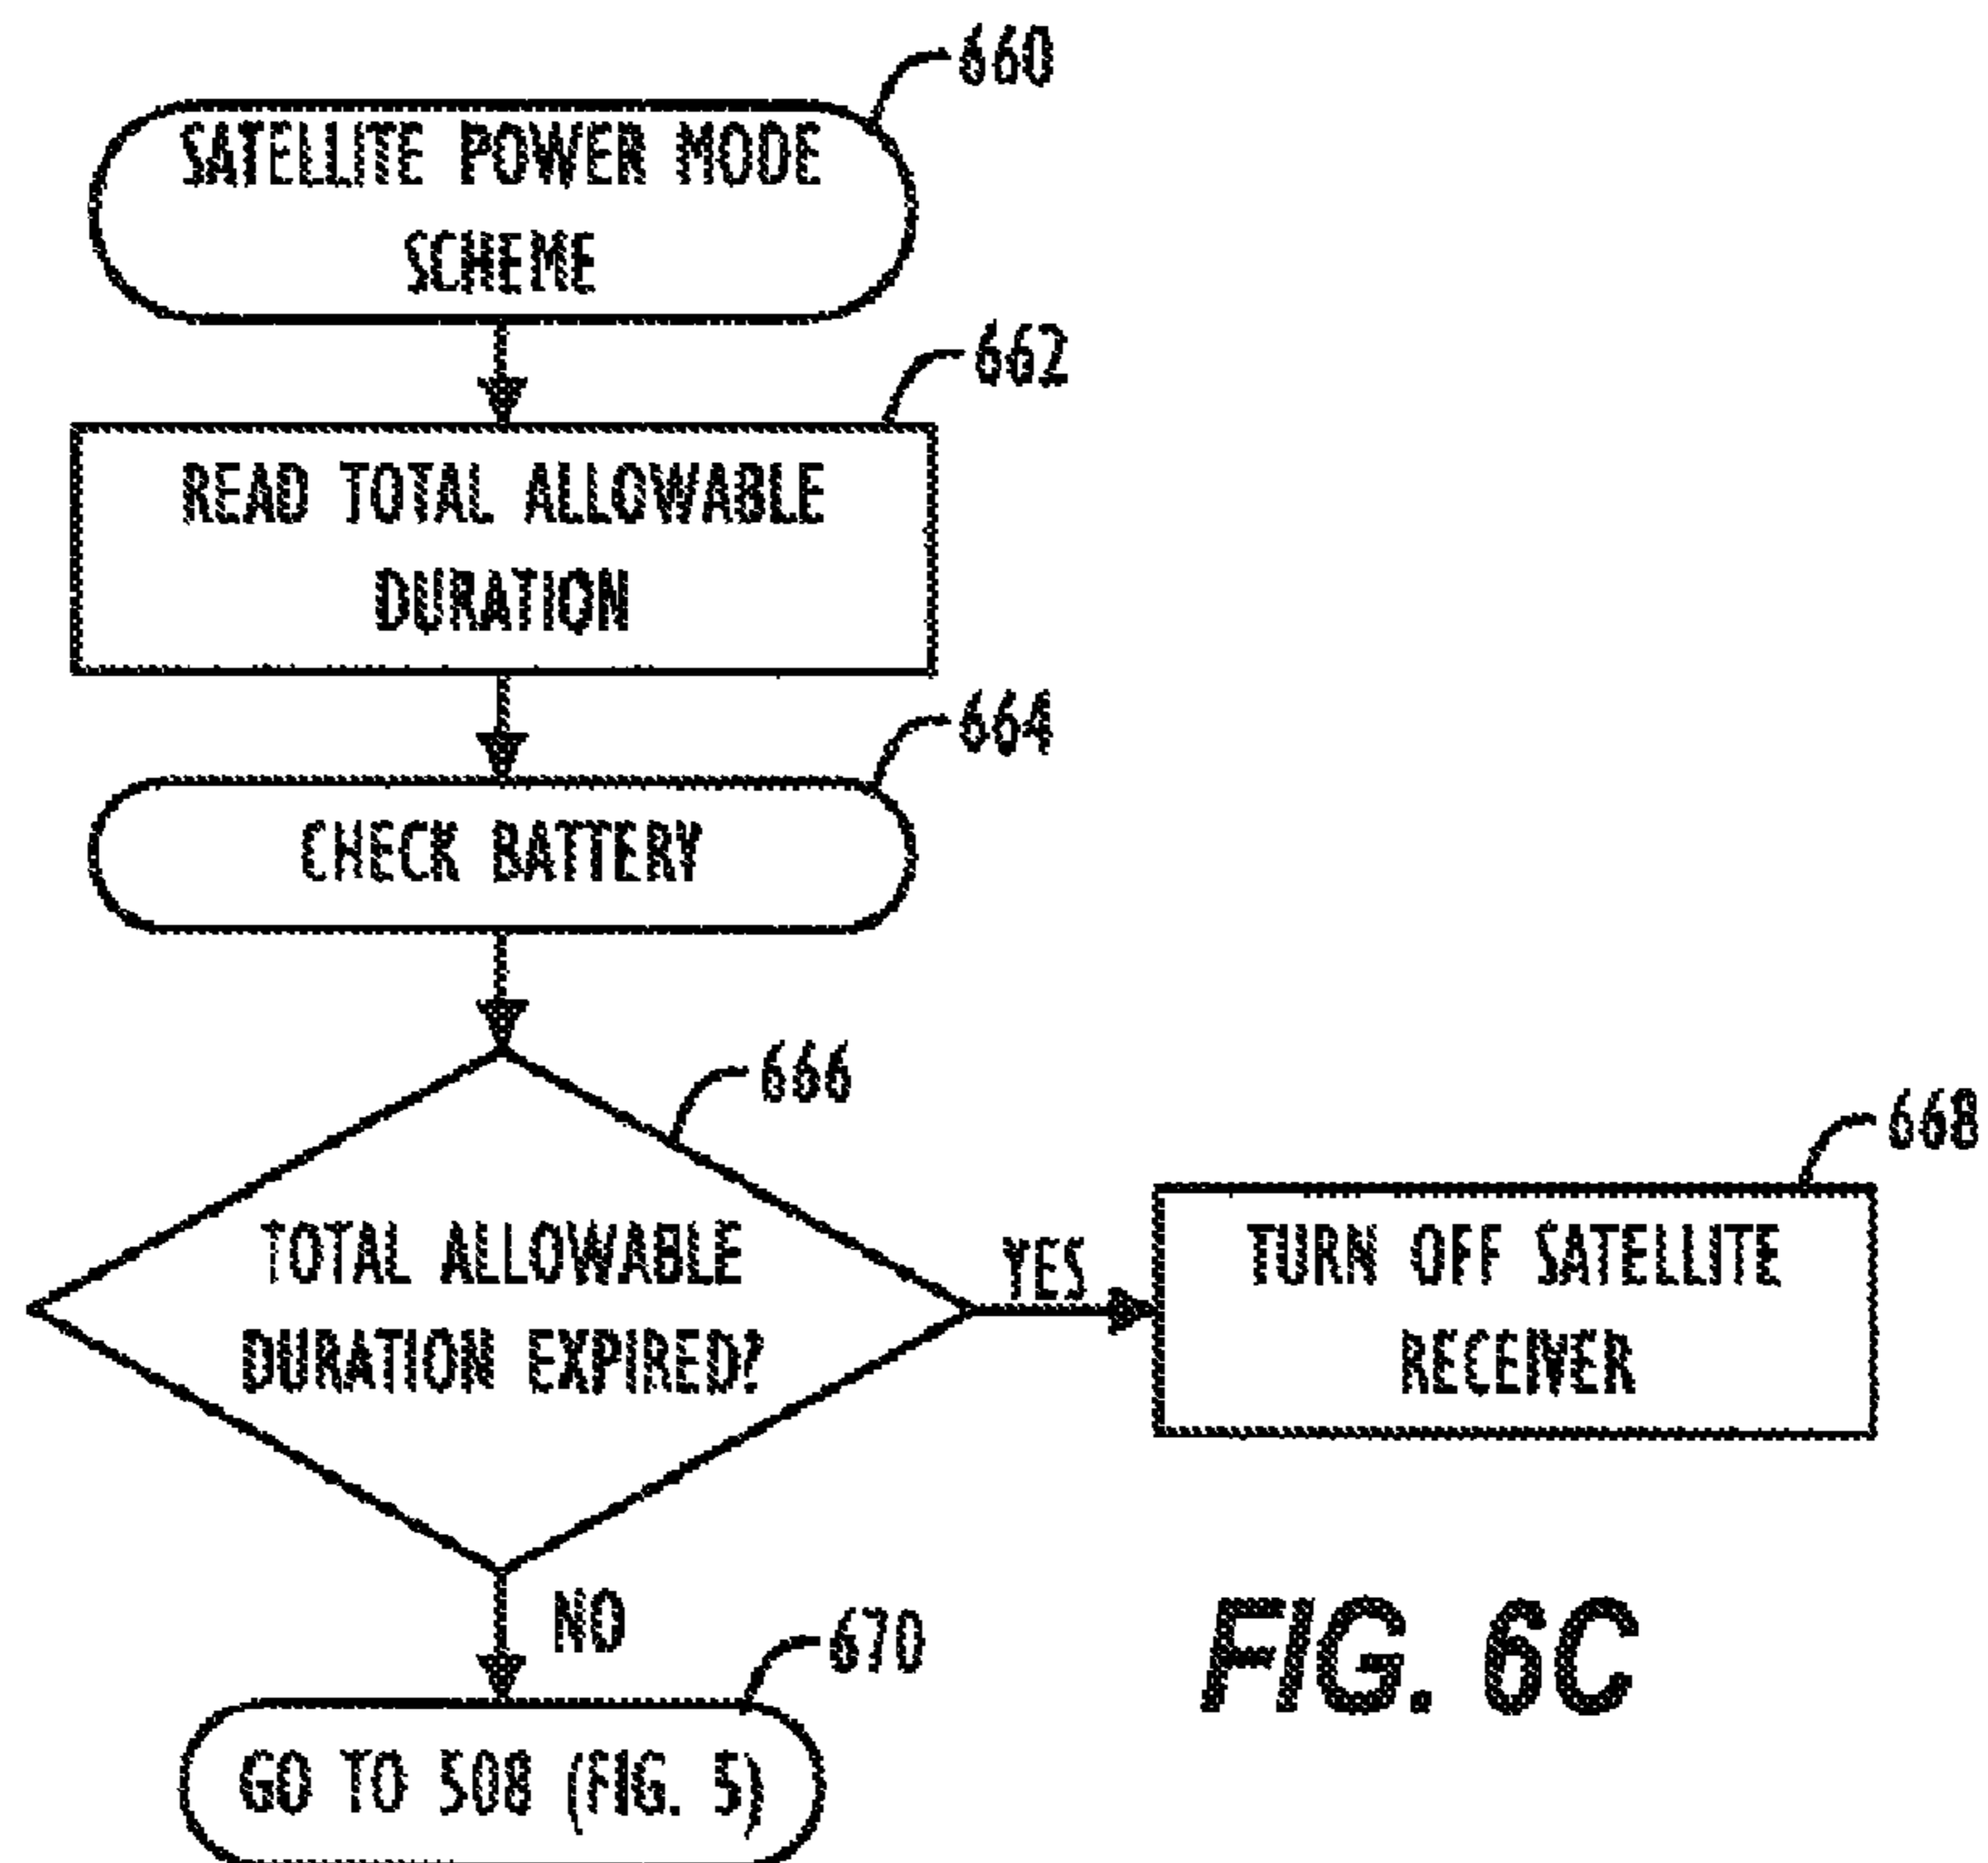 660
SATELLITE POWER MODE
SCHEME
662
READ TOTAL ALLOWABLE
DURATION
664
CHECK BATTERY
666
TOTAL ALLOWABLE
DURATION EXPIRED?
YES
668
TURN OFF SATELLITE
RECEIVER
NO
670
GO TO 508 (FIG. 5)
FIG. 6C